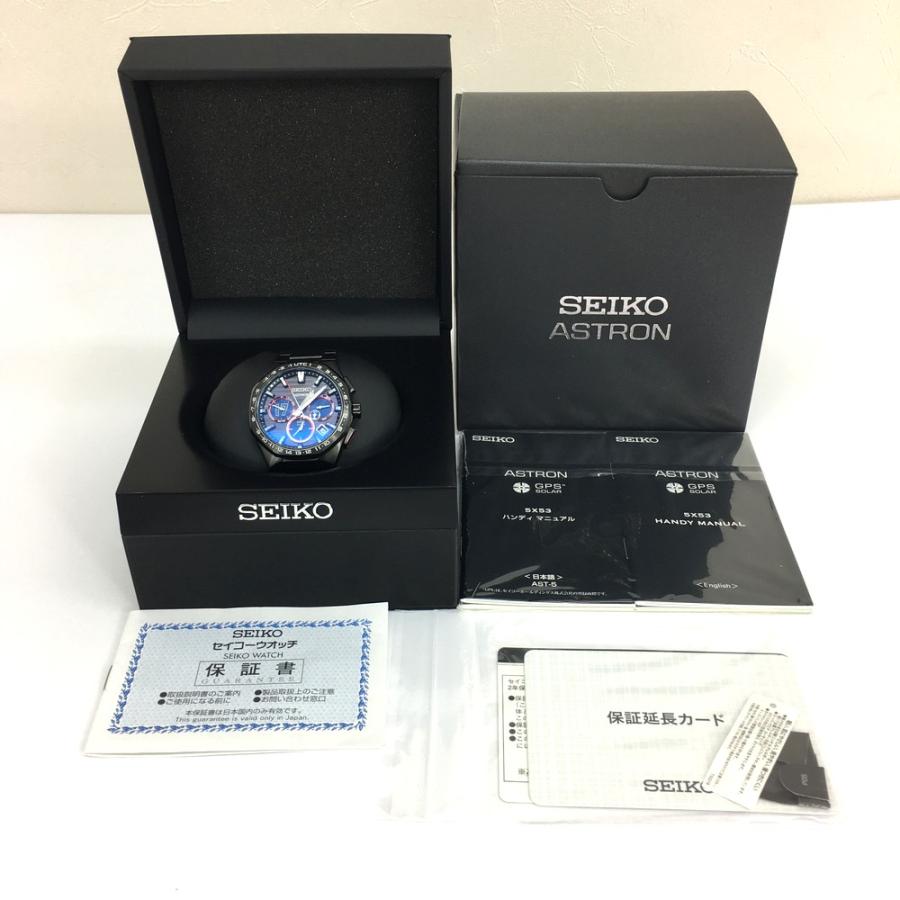 UTC
SEIKO
SEIKO
SEIKO
ASTRON
SEIKO
ASTRON
GPS
SOLAR
5X53
ハンディ マニュアル
<日本語>
AST-5
SEIKO
ASTRON
GPS
SOLAR
5X53
HANDY MANUAL
<English>
SEIKO
セイコーウオッチ
SEIKO WATCH
保証書
GUARANTEE
●取扱説明書のご案内 ●製品取扱上のご注意
●ご使用になる前に ●お問い合わせ窓口
本保証書は日本国内のみ有効です。
This guarantee is valid only in Japan.
保証延長カード
SEIKO